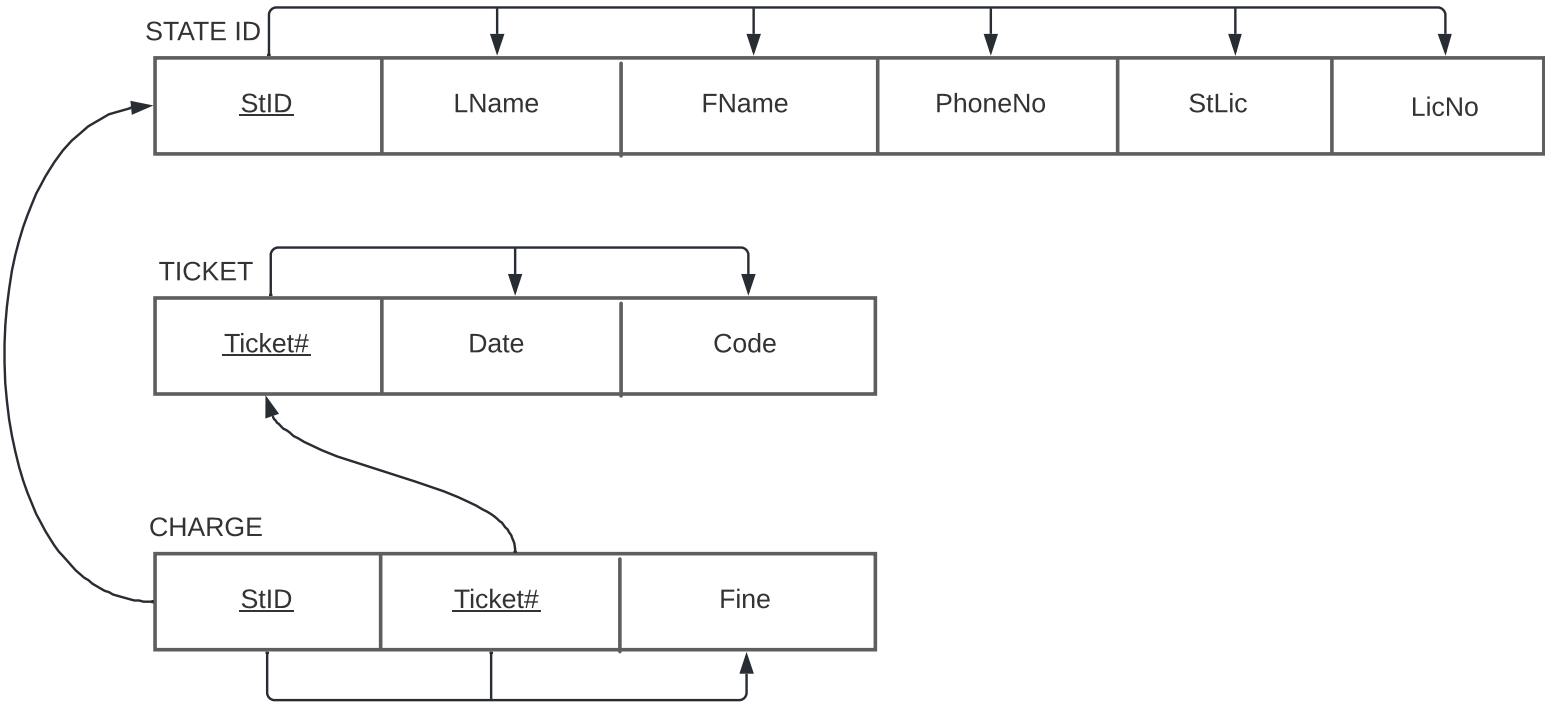 STATE ID
StID LName FName PhoneNo StLic LicNo
TICKET
Ticket# Date Code
CHARGE
StID Ticket# Fine